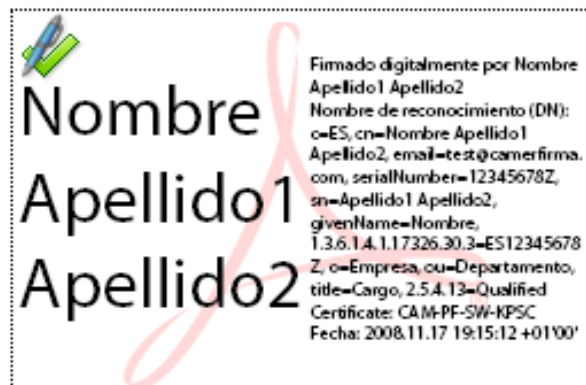 Nombre
Apellido1
Apellido2
Firmado digitalmente por Nombre
Apellido1 Apellido2
Nombre de reconocimiento (DN):
c=ES, cn=Nombre Apellido1
Apellido2, email=test@camerfirma.
com, serialNumber=12345678Z,
sn=Apellido1 Apellido2,
givenName=Nombre,
1.3.6.1.4.1.17326.30.3=ES12345678
Z, o=Empresa, ou=Departamento,
title=Cargo, 2.5.4.13=Qualified
Certificate: CAM-PF-SW-KPSC
Fecha: 2008.11.17 19:15:12 +01'00'